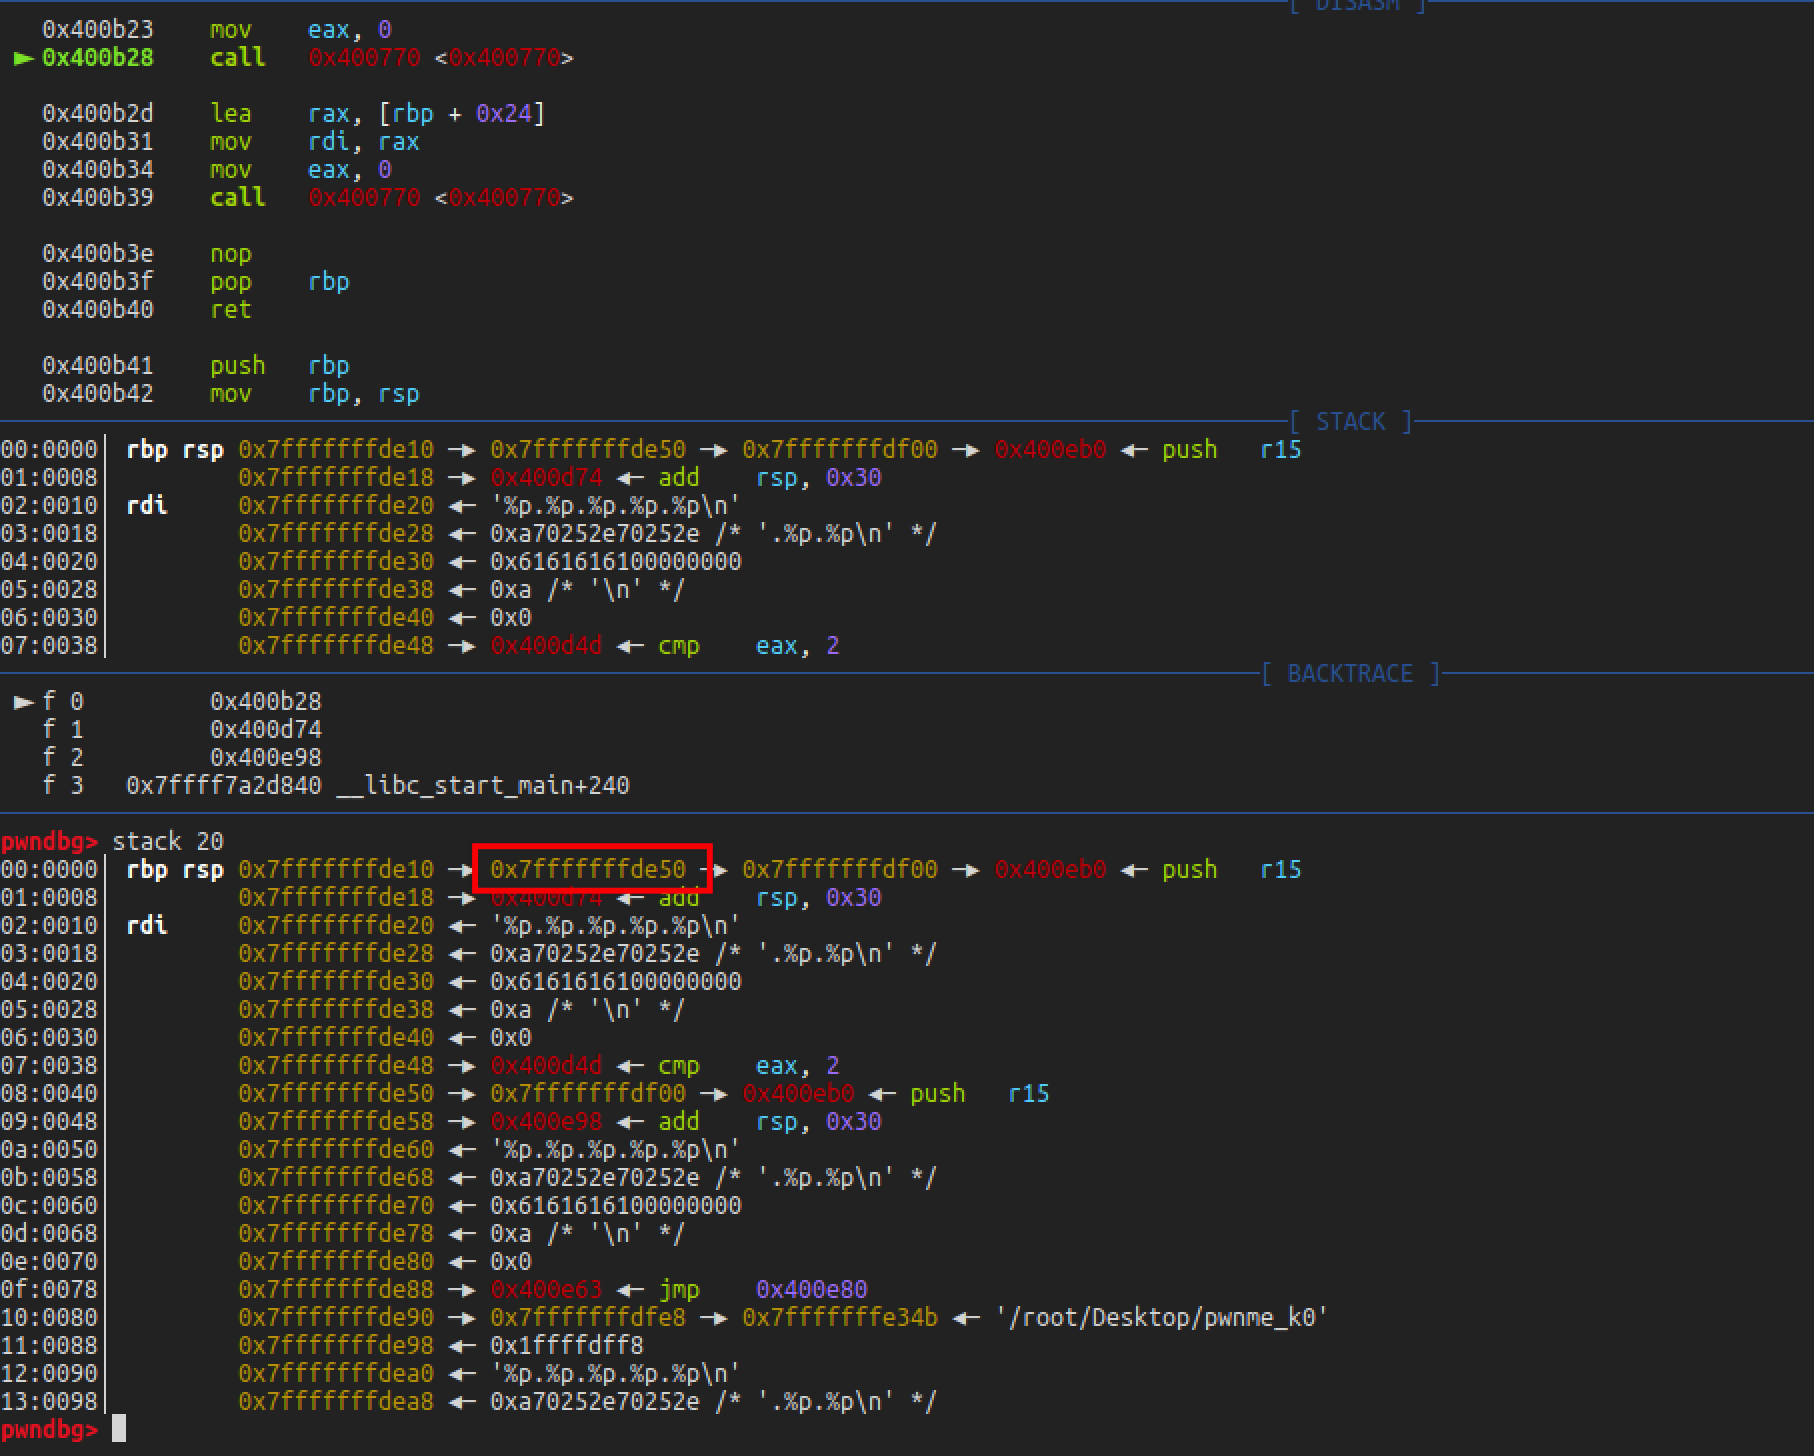 [ DISASM ]
0x400b23 mov eax, 0
► 0x400b28 call 0x400770 <0x400770>
0x400b2d lea rax, [rbp + 0x24]
0x400b31 mov rdi, rax
0x400b34 mov eax, 0
0x400b39 call 0x400770 <0x400770>
0x400b3e nop
0x400b3f pop rbp
0x400b40 ret
0x400b41 push rbp
0x400b42 mov rbp, rsp
[ STACK ]
00:0000│ rbp rsp 0x7fffffffde10 —▸ 0x7fffffffde50 —▸ 0x7fffffffdf00 —▸ 0x400eb0 ◂— push r15
01:0008│ 0x7fffffffde18 —▸ 0x400d74 ◂— add rsp, 0x30
02:0010│ rdi 0x7fffffffde20 ◂— '%p.%p.%p.%p.%p\n'
03:0018│ 0x7fffffffde28 ◂— 0xa70252e70252e /* '.%p.%p\n' */
04:0020│ 0x7fffffffde30 ◂— 0x6161616100000000
05:0028│ 0x7fffffffde38 ◂— 0xa /* '\n' */
06:0030│ 0x7fffffffde40 ◂— 0x0
07:0038│ 0x7fffffffde48 —▸ 0x400d4d ◂— cmp eax, 2
[ BACKTRACE ]
► f 0 0x400b28
f 1 0x400d74
f 2 0x400e98
f 3 0x7ffff7a2d840 __libc_start_main+240
pwndbg> stack 20
00:0000│ rbp rsp 0x7fffffffde10 —▸ 0x7fffffffde50 —▸ 0x7fffffffdf00 —▸ 0x400eb0 ◂— push r15
01:0008│ 0x7fffffffde18 —▸ 0x400d74 ◂— add rsp, 0x30
02:0010│ rdi 0x7fffffffde20 ◂— '%p.%p.%p.%p.%p\n'
03:0018│ 0x7fffffffde28 ◂— 0xa70252e70252e /* '.%p.%p\n' */
04:0020│ 0x7fffffffde30 ◂— 0x6161616100000000
05:0028│ 0x7fffffffde38 ◂— 0xa /* '\n' */
06:0030│ 0x7fffffffde40 ◂— 0x0
07:0038│ 0x7fffffffde48 —▸ 0x400d4d ◂— cmp eax, 2
08:0040│ 0x7fffffffde50 —▸ 0x7fffffffdf00 —▸ 0x400eb0 ◂— push r15
09:0048│ 0x7fffffffde58 —▸ 0x400e98 ◂— add rsp, 0x30
0a:0050│ 0x7fffffffde60 ◂— '%p.%p.%p.%p.%p\n'
0b:0058│ 0x7fffffffde68 ◂— 0xa70252e70252e /* '.%p.%p\n' */
0c:0060│ 0x7fffffffde70 ◂— 0x6161616100000000
0d:0068│ 0x7fffffffde78 ◂— 0xa /* '\n' */
0e:0070│ 0x7fffffffde80 ◂— 0x0
0f:0078│ 0x7fffffffde88 —▸ 0x400e63 ◂— jmp 0x400e80
10:0080│ 0x7fffffffde90 —▸ 0x7fffffffdfe8 —▸ 0x7fffffffe34b ◂— '/root/Desktop/pwnme_k0'
11:0088│ 0x7fffffffde98 ◂— 0x1ffffdff8
12:0090│ 0x7fffffffdea0 ◂— '%p.%p.%p.%p.%p\n'
13:0098│ 0x7fffffffdea8 ◂— 0xa70252e70252e /* '.%p.%p\n' */
pwndbg>